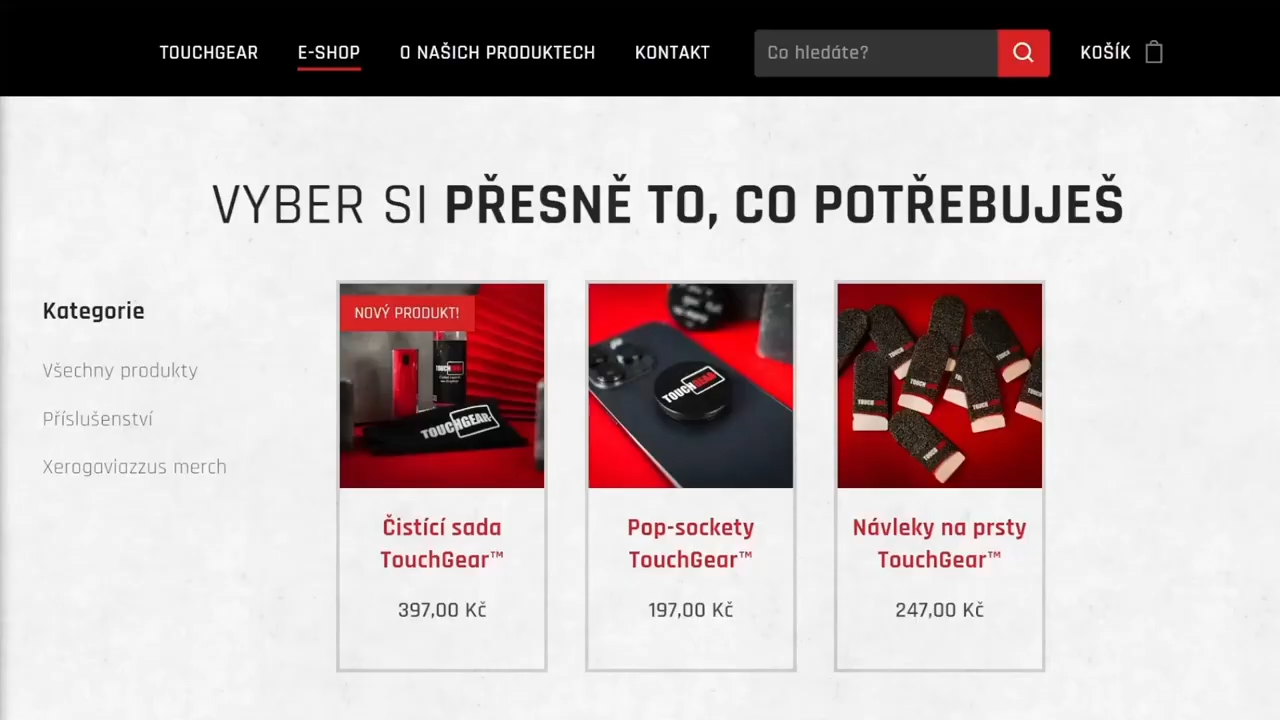 TOUCHGEAR E-SHOP O NAŠICH PRODUKTECH KONTAKT Co hledáte? KOŠÍK
VYBER SI PŘESNĚ TO, CO POTŘEBUJEŠ
Kategorie
Všechny produkty
Příslušenství
Xerogaviazzus merch
NOVÝ PRODUKT!
TOUCHGEAR
TOUCHGEAR
Čistící sada
TouchGear™
397,00 Kč
TOUCHGEAR
Pop-sockety
TouchGear™
197,00 Kč
Návleky na prsty
TouchGear™
247,00 Kč